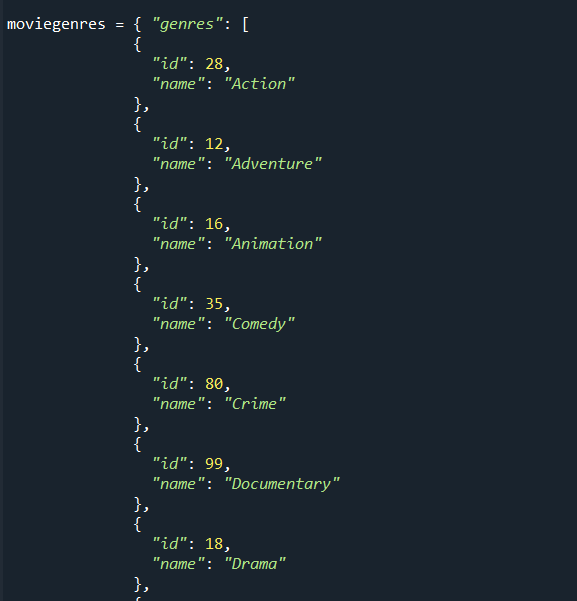 moviegenres = { "genres": [
{
"id": 28,
"name": "Action"
},
{
"id": 12,
"name": "Adventure"
},
{
"id": 16,
"name": "Animation"
},
{
"id": 35,
"name": "Comedy"
},
{
"id": 80,
"name": "Crime"
},
{
"id": 99,
"name": "Documentary"
},
{
"id": 18,
"name": "Drama"
},
{